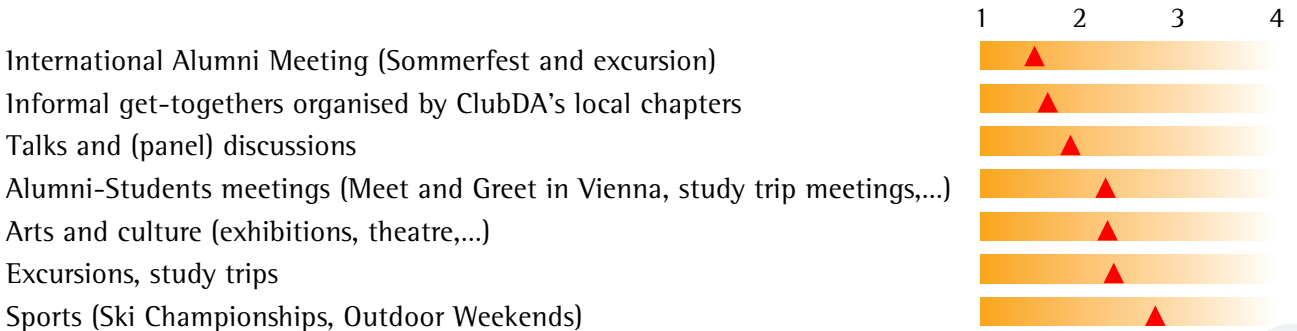 1 2 3 4
International Alumni Meeting (Sommerfest and excursion)
Informal get-togethers organised by ClubDA's local chapters
Talks and (panel) discussions
Alumni-Students meetings (Meet and Greet in Vienna, study trip meetings,...)
Arts and culture (exhibitions, theatre,...)
Excursions, study trips
Sports (Ski Championships, Outdoor Weekends)